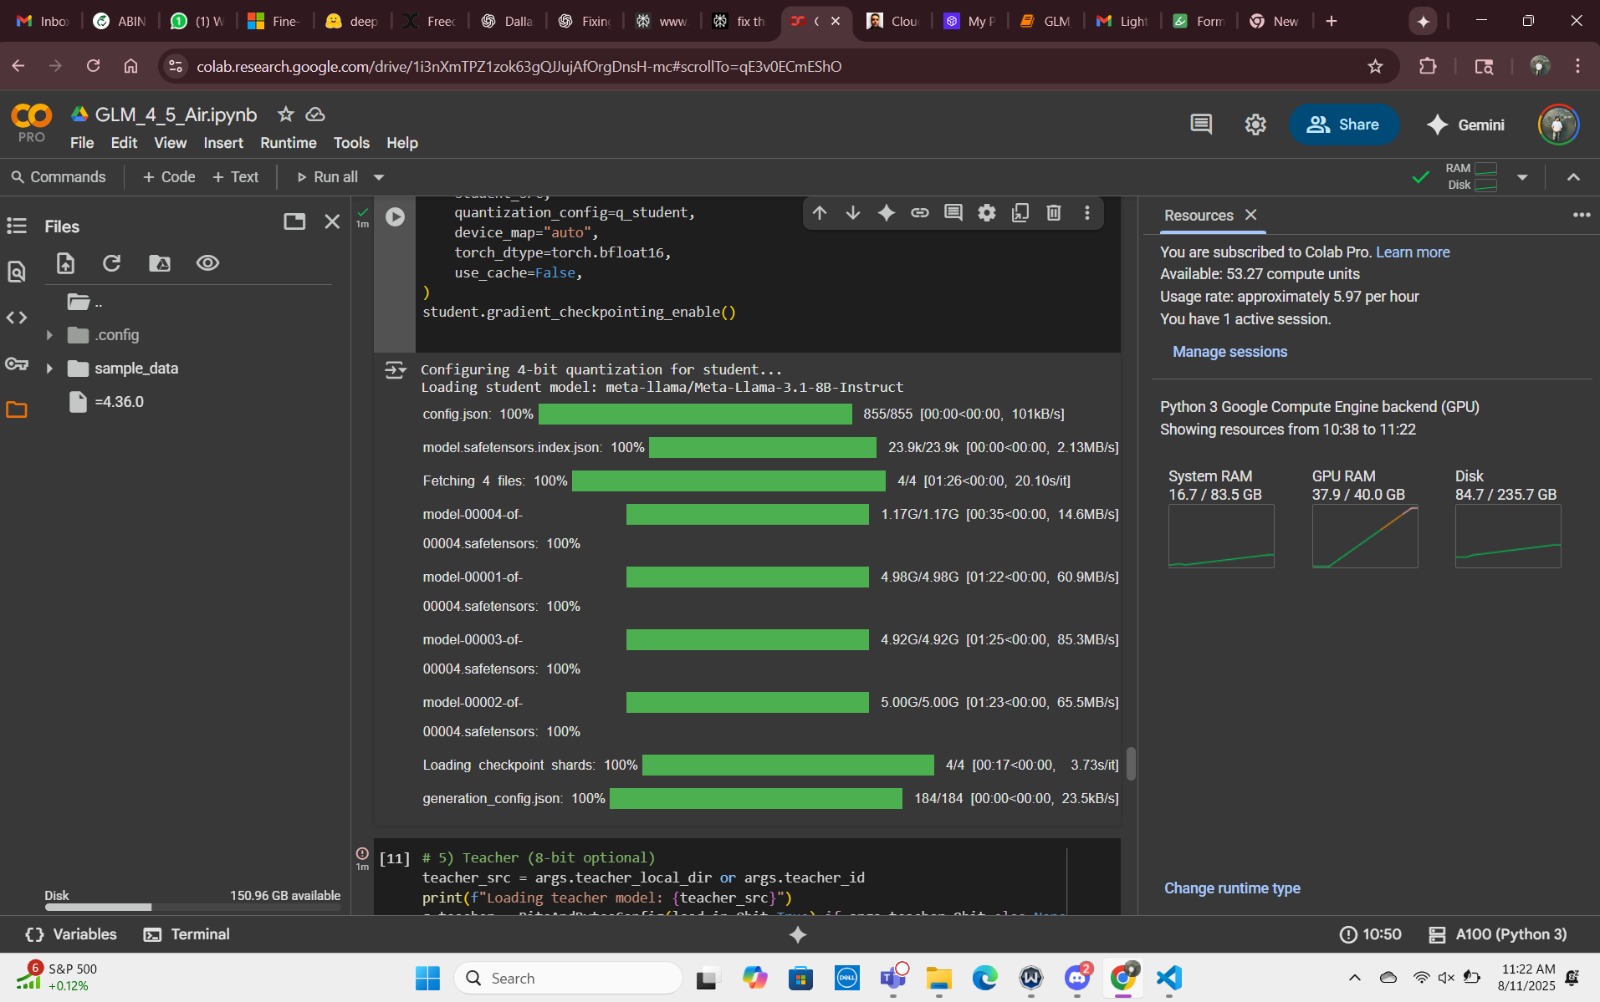 Inbo
ABIN
(1) W
Fine-
deep
Freec
Dalla
Fixin
www
fix th
Clou
My P
GLM
Light
Form
New
colab.research.google.com/drive/1i3nXmTPZ1zok63gQJJujAfOrgDnsH-mc#scrollTo=qE3v0ECmEShO
PRO
GLM_4_5_Air.ipynb
Share
Gemini
File Edit View Insert Runtime Tools Help
Commands + Code + Text Run all
RAM
Disk
Files
..
.config
sample_data
=4.36.0
Disk 150.96 GB available
1m
quantization_config=q_student,
device_map="auto",
torch_dtype=torch.bfloat16,
use_cache=False,
)
student.gradient_checkpointing_enable()
Configuring 4-bit quantization for student...
Loading student model: meta-llama/Meta-Llama-3.1-8B-Instruct
config.json: 100% 855/855 [00:00<00:00, 101kB/s]
model.safetensors.index.json: 100% 23.9k/23.9k [00:00<00:00, 2.13MB/s]
Fetching 4 files: 100% 4/4 [01:26<00:00, 20.10s/it]
model-00004-of- 1.17G/1.17G [00:35<00:00, 14.6MB/s]
00004.safetensors: 100%
model-00001-of- 4.98G/4.98G [01:22<00:00, 60.9MB/s]
00004.safetensors: 100%
model-00003-of- 4.92G/4.92G [01:25<00:00, 85.3MB/s]
00004.safetensors: 100%
model-00002-of- 5.00G/5.00G [01:23<00:00, 65.5MB/s]
00004.safetensors: 100%
Loading checkpoint shards: 100% 4/4 [00:17<00:00, 3.73s/it]
generation_config.json: 100% 184/184 [00:00<00:00, 23.5kB/s]
1m
[11] # 5) Teacher (8-bit optional)
teacher_src = args.teacher_local_dir or args.teacher_id
print(f"Loading teacher model: {teacher_src}")
Resources
You are subscribed to Colab Pro. Learn more
Available: 53.27 compute units
Usage rate: approximately 5.97 per hour
You have 1 active session.
Manage sessions
Python 3 Google Compute Engine backend (GPU)
Showing resources from 10:38 to 11:22
System RAM
16.7 / 83.5 GB
GPU RAM
37.9 / 40.0 GB
Disk
84.7 / 235.7 GB
Change runtime type
Variables Terminal
10:50 A100 (Python 3)
6
S&P 500
+0.12%
Search
DELL
2
11:22 AM
8/11/2025